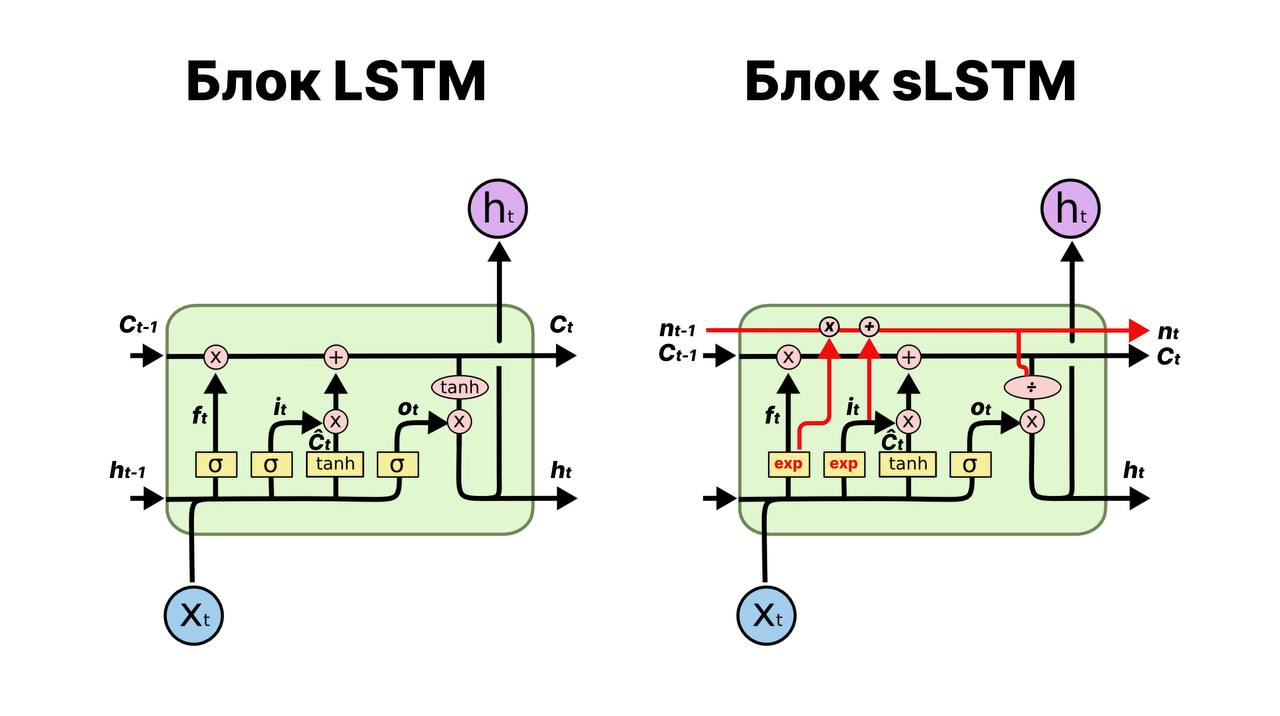 Блок LSTM
Блок sLSTM
ht
ht
Ct-1
Ct
nt-1
x
+
nt
Ct-1
Ct
x
+
x
+
tanh
÷
ft
it
ot
x
x
ft
it
ot
x
x
Ĉt
Ĉt
ht-1
σ
σ
tanh
σ
ht
exp
exp
tanh
σ
ht
xt
xt